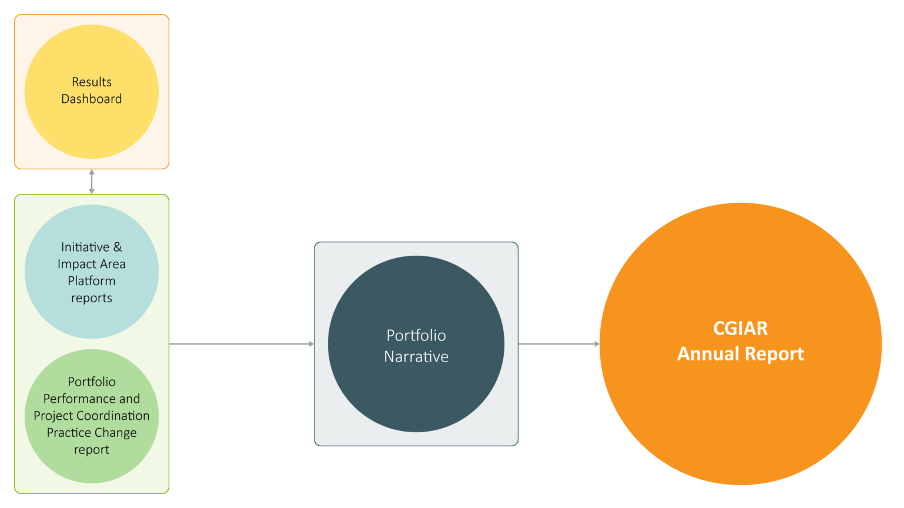 Results
Dashboard
Initiative &
Impact Area
Platform
reports
Portfolio
Performance and
Project Coordination
Practice Change
report
Portfolio
Narrative
CGIAR
Annual Report